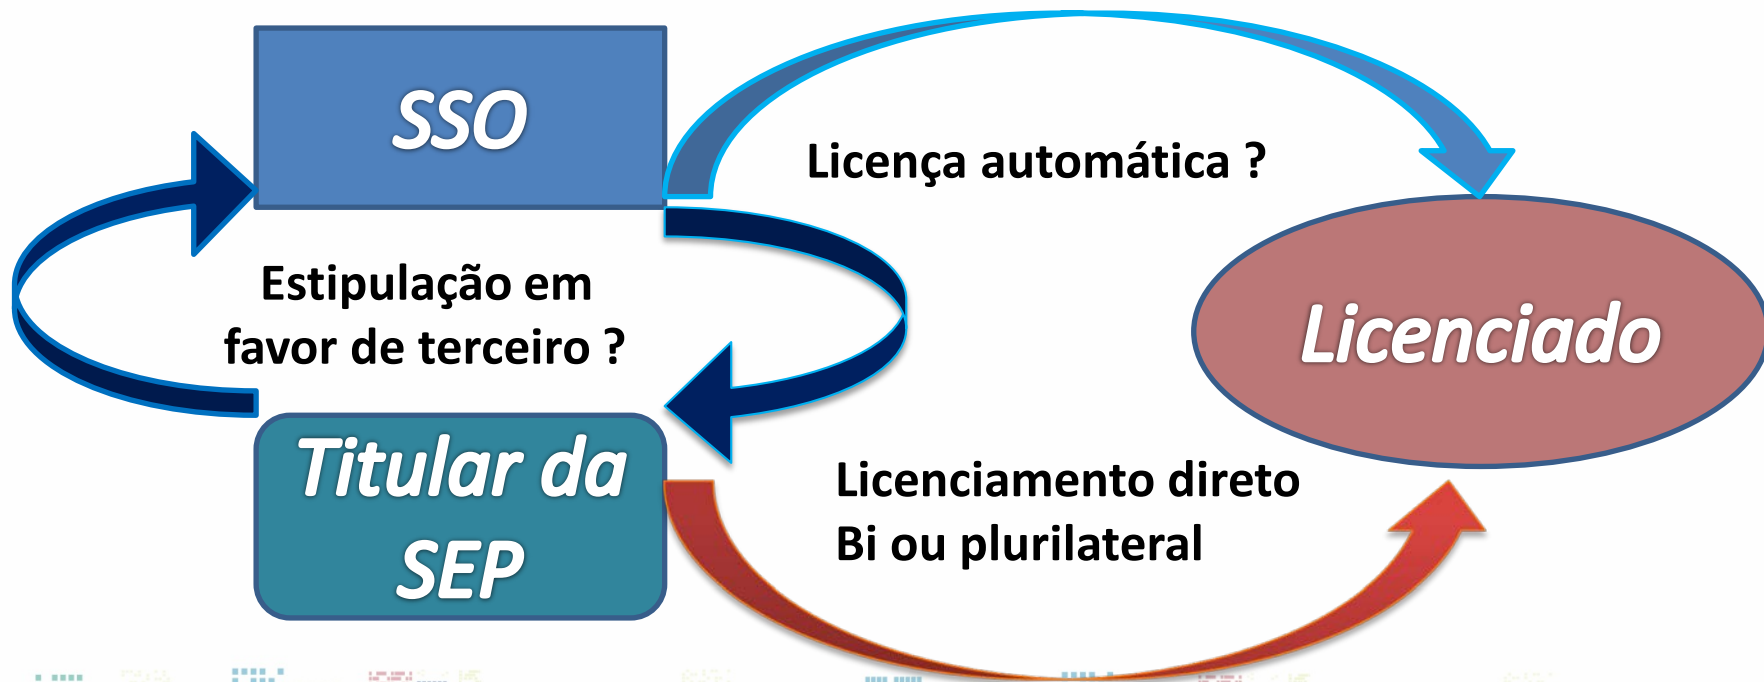 SSO
Licença automática ?
Estipulação em
favor de terceiro ?
Licenciado
Titular da
SEP
Licenciamento direto
Bi ou plurilateral